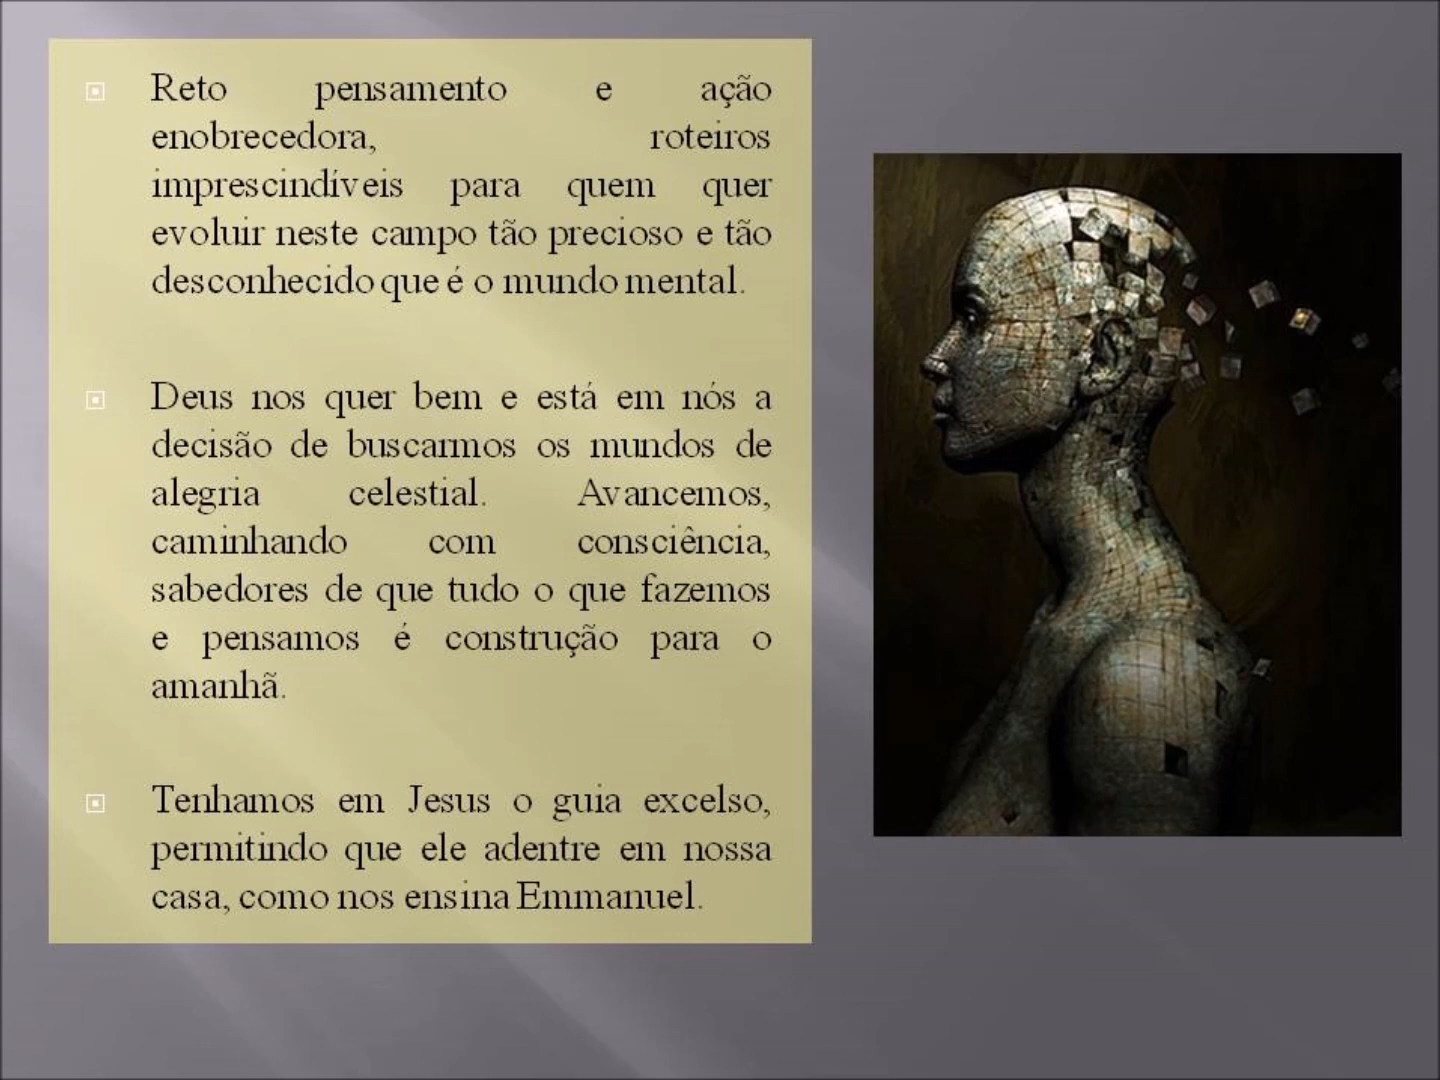 Reto pensamento e ação
enobrecedora, roteiros
imprescindíveis para quem quer
evoluir neste campo tão precioso e tão
desconhecido que é o mundo mental.
Deus nos quer bem e está em nós a
decisão de buscarmos os mundos de
alegria celestial. Avancemos,
caminhando com consciência,
sabedores de que tudo o que fazemos
e pensamos é construção para o
amanhã.
Tenhamos em Jesus o guia excelso,
permitindo que ele adentre em nossa
casa, como nos ensina Emmanuel.